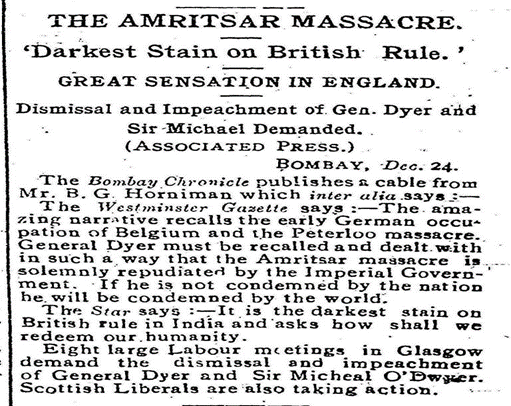 THE AMRITSAR MASSACRE.
'Darkest Stain on British Rule.'
GREAT SENSATION IN ENGLAND.
Dismissal and Impeachment of Gen. Dyer and
Sir Michael Demanded.
(ASSOCIATED PRESS.)
BOMBAY, Dec. 24.
The Bombay Chronicle publishes a cable from
Mr. B. G. Horniman which inter alia says :—
The Westminster Gazette says :—The ama-
zing narrative recalls the early German occu-
pation of Belgium and the Peterloo massacre.
General Dyer must be recalled and dealt with
in such a way that the Amritsar massacre is
solemnly repudiated by the Imperial Govern-
ment. If he is not condemned by the nation
he will be condemned by the world.
The Star says :—It is the darkest stain on
British rule in India and asks how shall we
redeem our humanity.
Eight large Labour meetings in Glasgow
demand the dismissal and impeachment
of General Dyer and Sir Micheal O'Dwyer.
Scottish Liberals are also taking action.